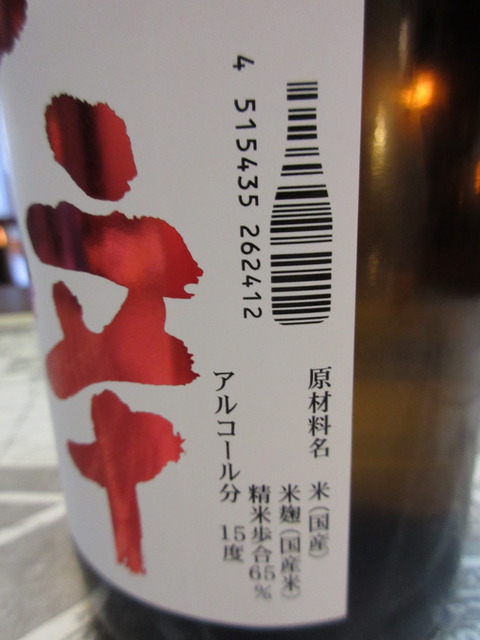 4 515435 262412
原材料名 米(国産)
米麹(国産米)
精米歩合65%
アルコール分 15度